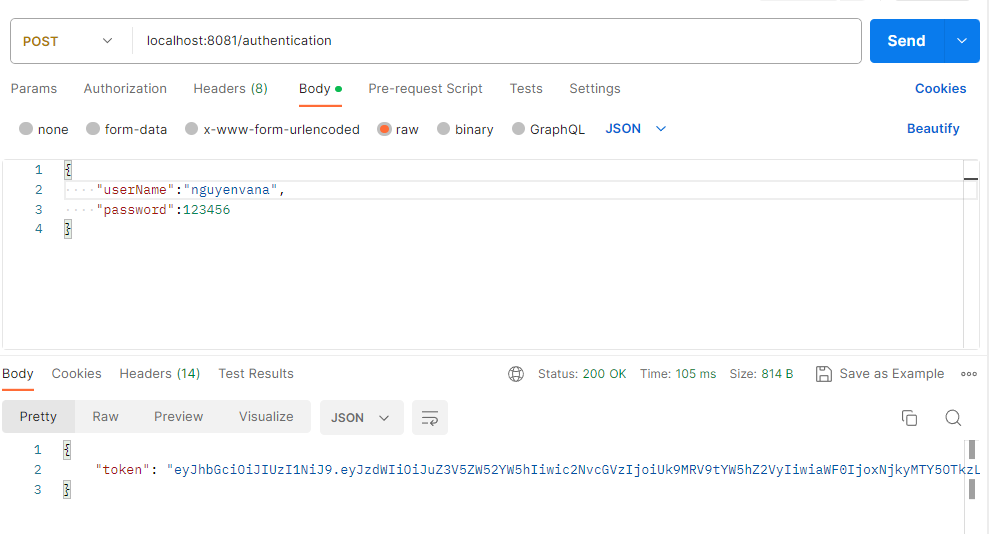 POST localhost:8081/authentication Send
Params Authorization Headers (8) Body Pre-request Script Tests Settings Cookies
none form-data x-www-form-urlencoded raw binary GraphQL JSON Beautify
1 {
2 "userName":"nguyenvana",
3 "password":123456
4 }
Body Cookies Headers (14) Test Results Status: 200 OK Time: 105 ms Size: 814 B Save as Example
Pretty Raw Preview Visualize JSON
1 {
2 "token": "eyJhbGciOiJIUzI1NiJ9.eyJzdWIiOiJuZ3V5ZW52YW5hIiwic2NvcGVzIjoiUk9MRV9tYW5hZ2VyIiwiaWF0IjoxNjkyMTY5OTkzL
3 }